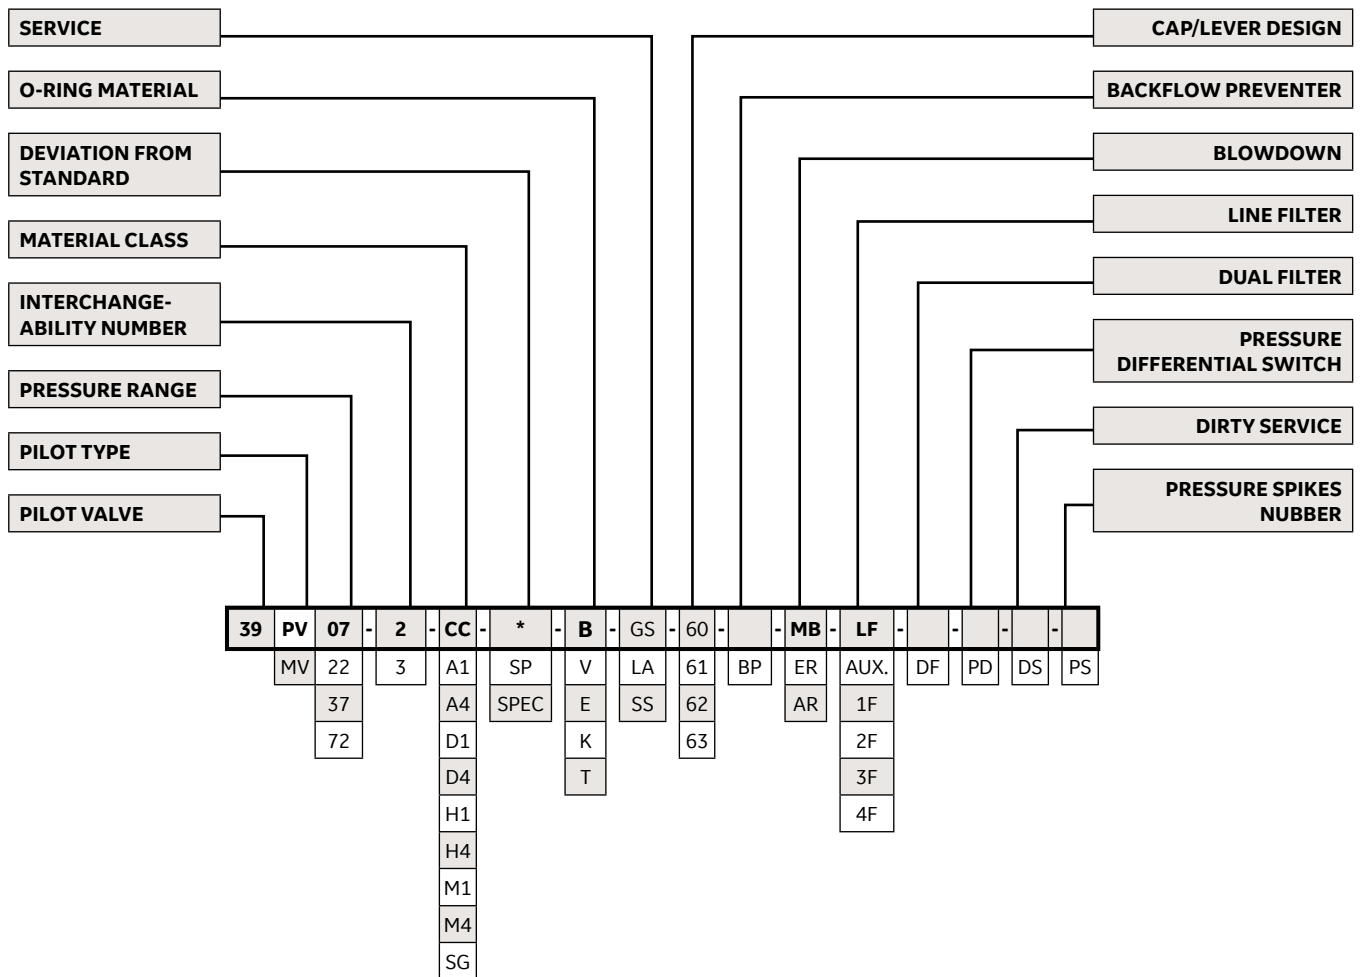 SERVICE
O-RING MATERIAL
DEVIATION FROM
STANDARD
MATERIAL CLASS
INTERCHANGE-
ABILITY NUMBER
PRESSURE RANGE
PILOT TYPE
PILOT VALVE
CAP/LEVER DESIGN
BACKFLOW PREVENTER
BLOWDOWN
LINE FILTER
DUAL FILTER
PRESSURE
DIFFERENTIAL SWITCH
DIRTY SERVICE
PRESSURE SPIKES
NUBBER
39 PV 07 - 2 - CC - * - B - GS - 60 - - MB - LF - - - -
MV 22 3 A1 SP V LA 61 BP ER AUX. DF PD DS PS
37 A4 SPEC E SS 62 AR 1F
72 D1 K 63 2F
D4 T 3F
H1 4F
H4
M1
M4
SG